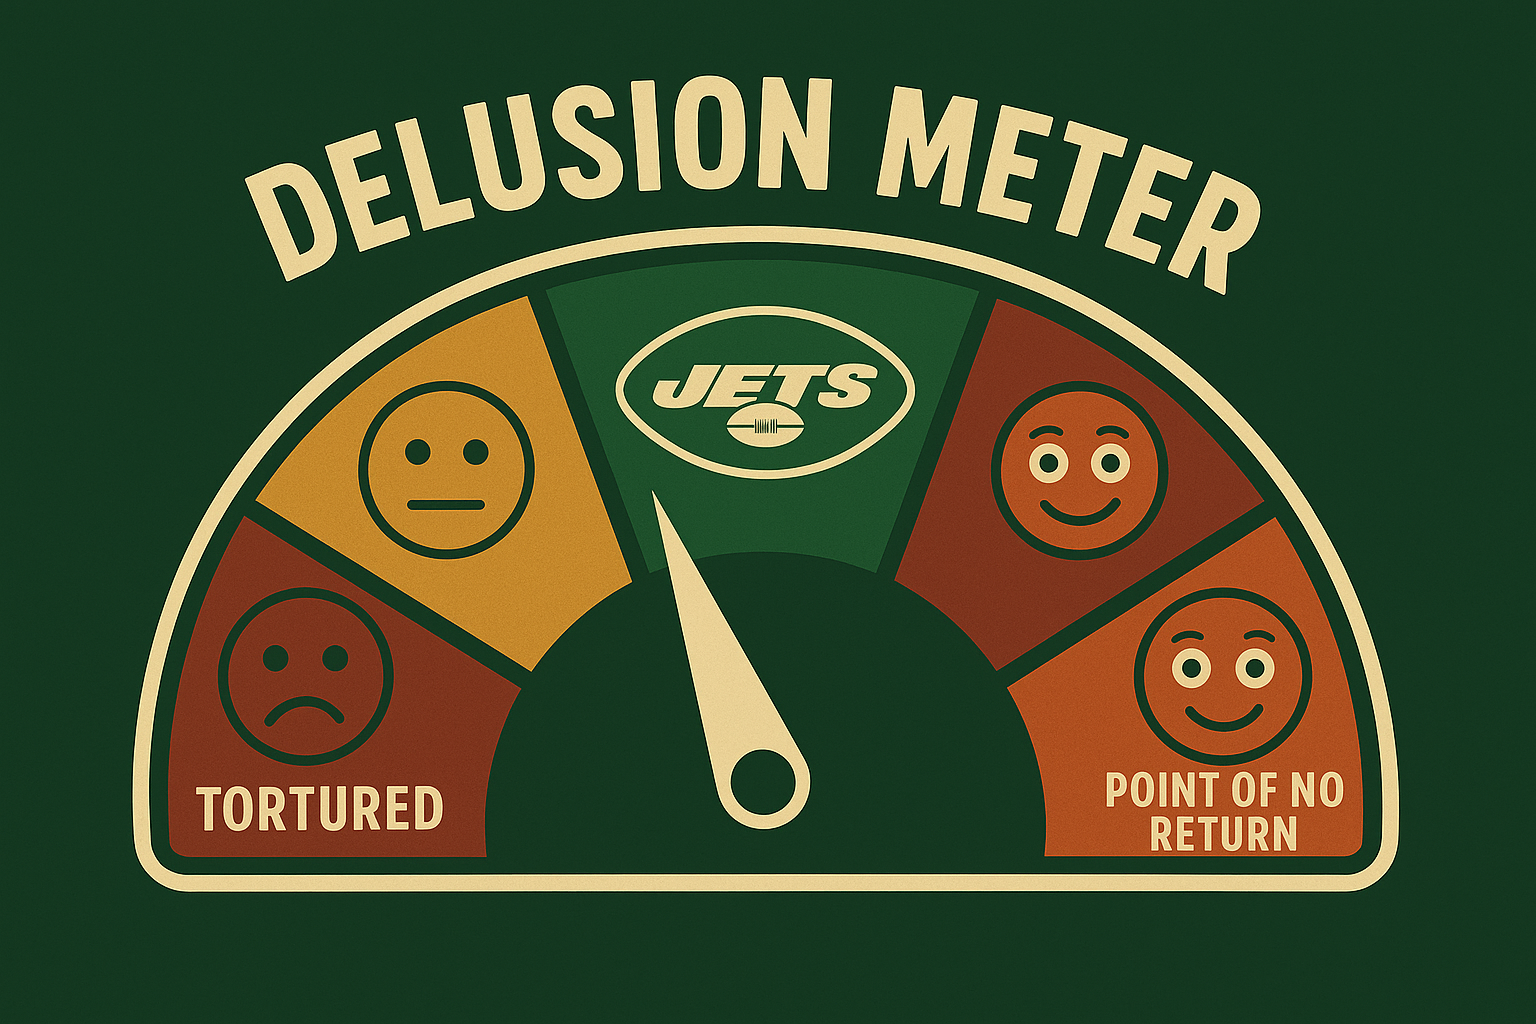 DELUSION METER
JETS
TORTURED
POINT OF NO
RETURN